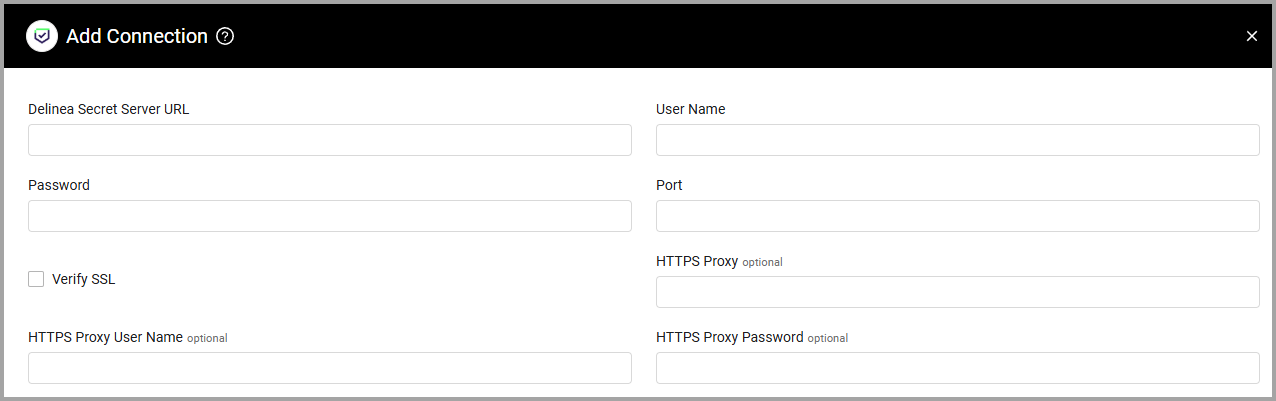 Add Connection ?
Delinea Secret Server URL
User Name
Password
Port
Verify SSL
HTTPS Proxy optional
HTTPS Proxy User Name optional
HTTPS Proxy Password optional